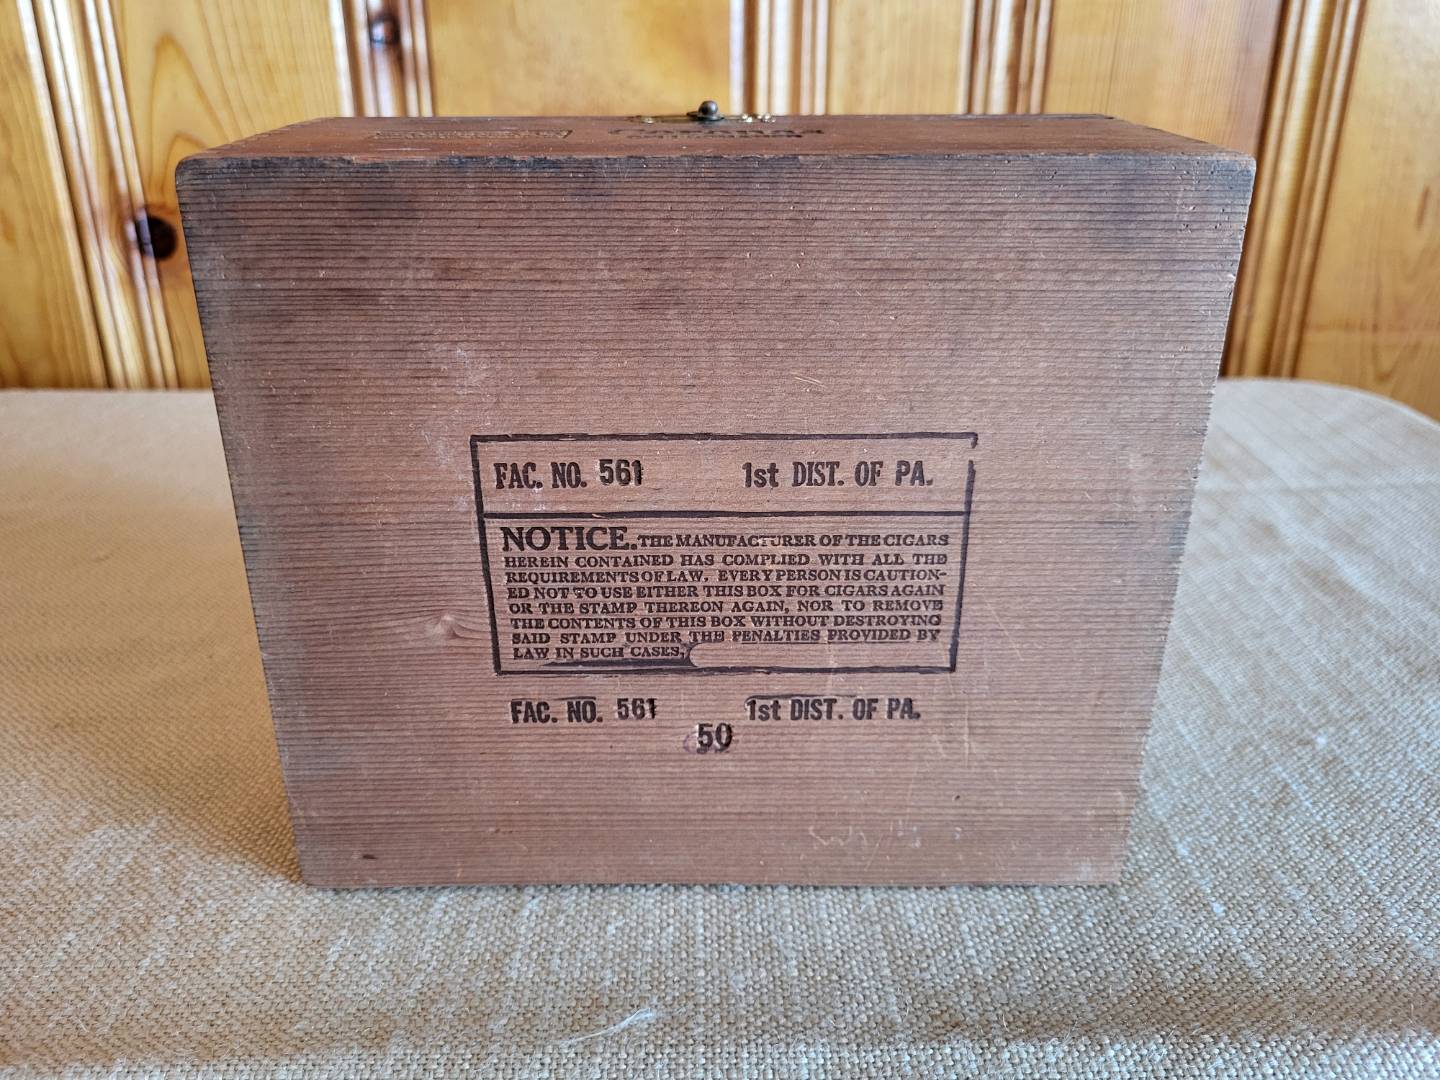 FAC. NO. 561 1st DIST. OF PA.
NOTICE. THE MANUFACTURER OF THE CIGARS
HEREIN CONTAINED HAS COMPLIED WITH ALL THE
REQUIREMENTS OF LAW. EVERY PERSON IS CAUTION-
ED NOT TO USE EITHER THIS BOX FOR CIGARS AGAIN
OR THE STAMP THEREON AGAIN, NOR TO REMOVE
THE CONTENTS OF THIS BOX WITHOUT DESTROYING
SAID STAMP UNDER THE PENALTIES PROVIDED BY
LAW IN SUCH CASES,
FAC. NO. 561 1st DIST. OF PA.
50